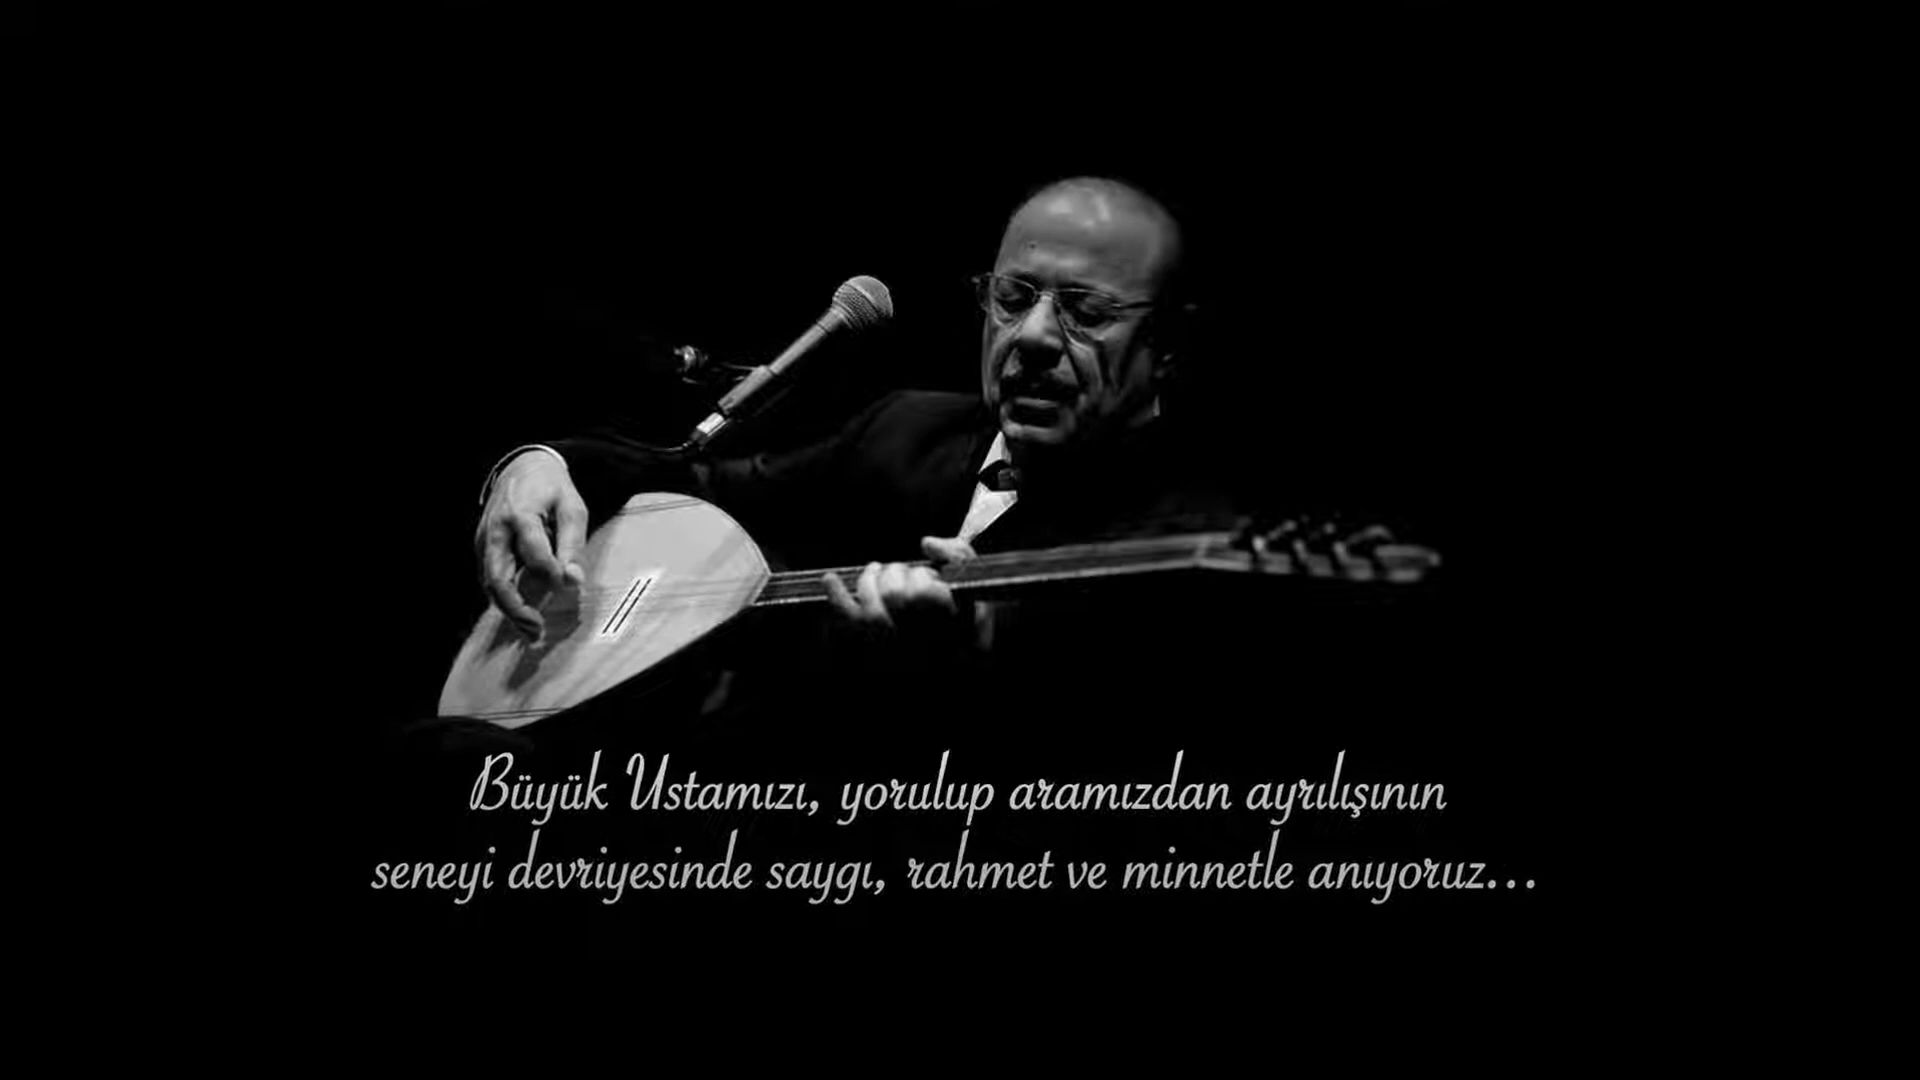 Büyük Ustamızı, yorulup aramızdan ayrılışının
seneyi devriyesinde saygı, rahmet ve minnetle anıyoruz...